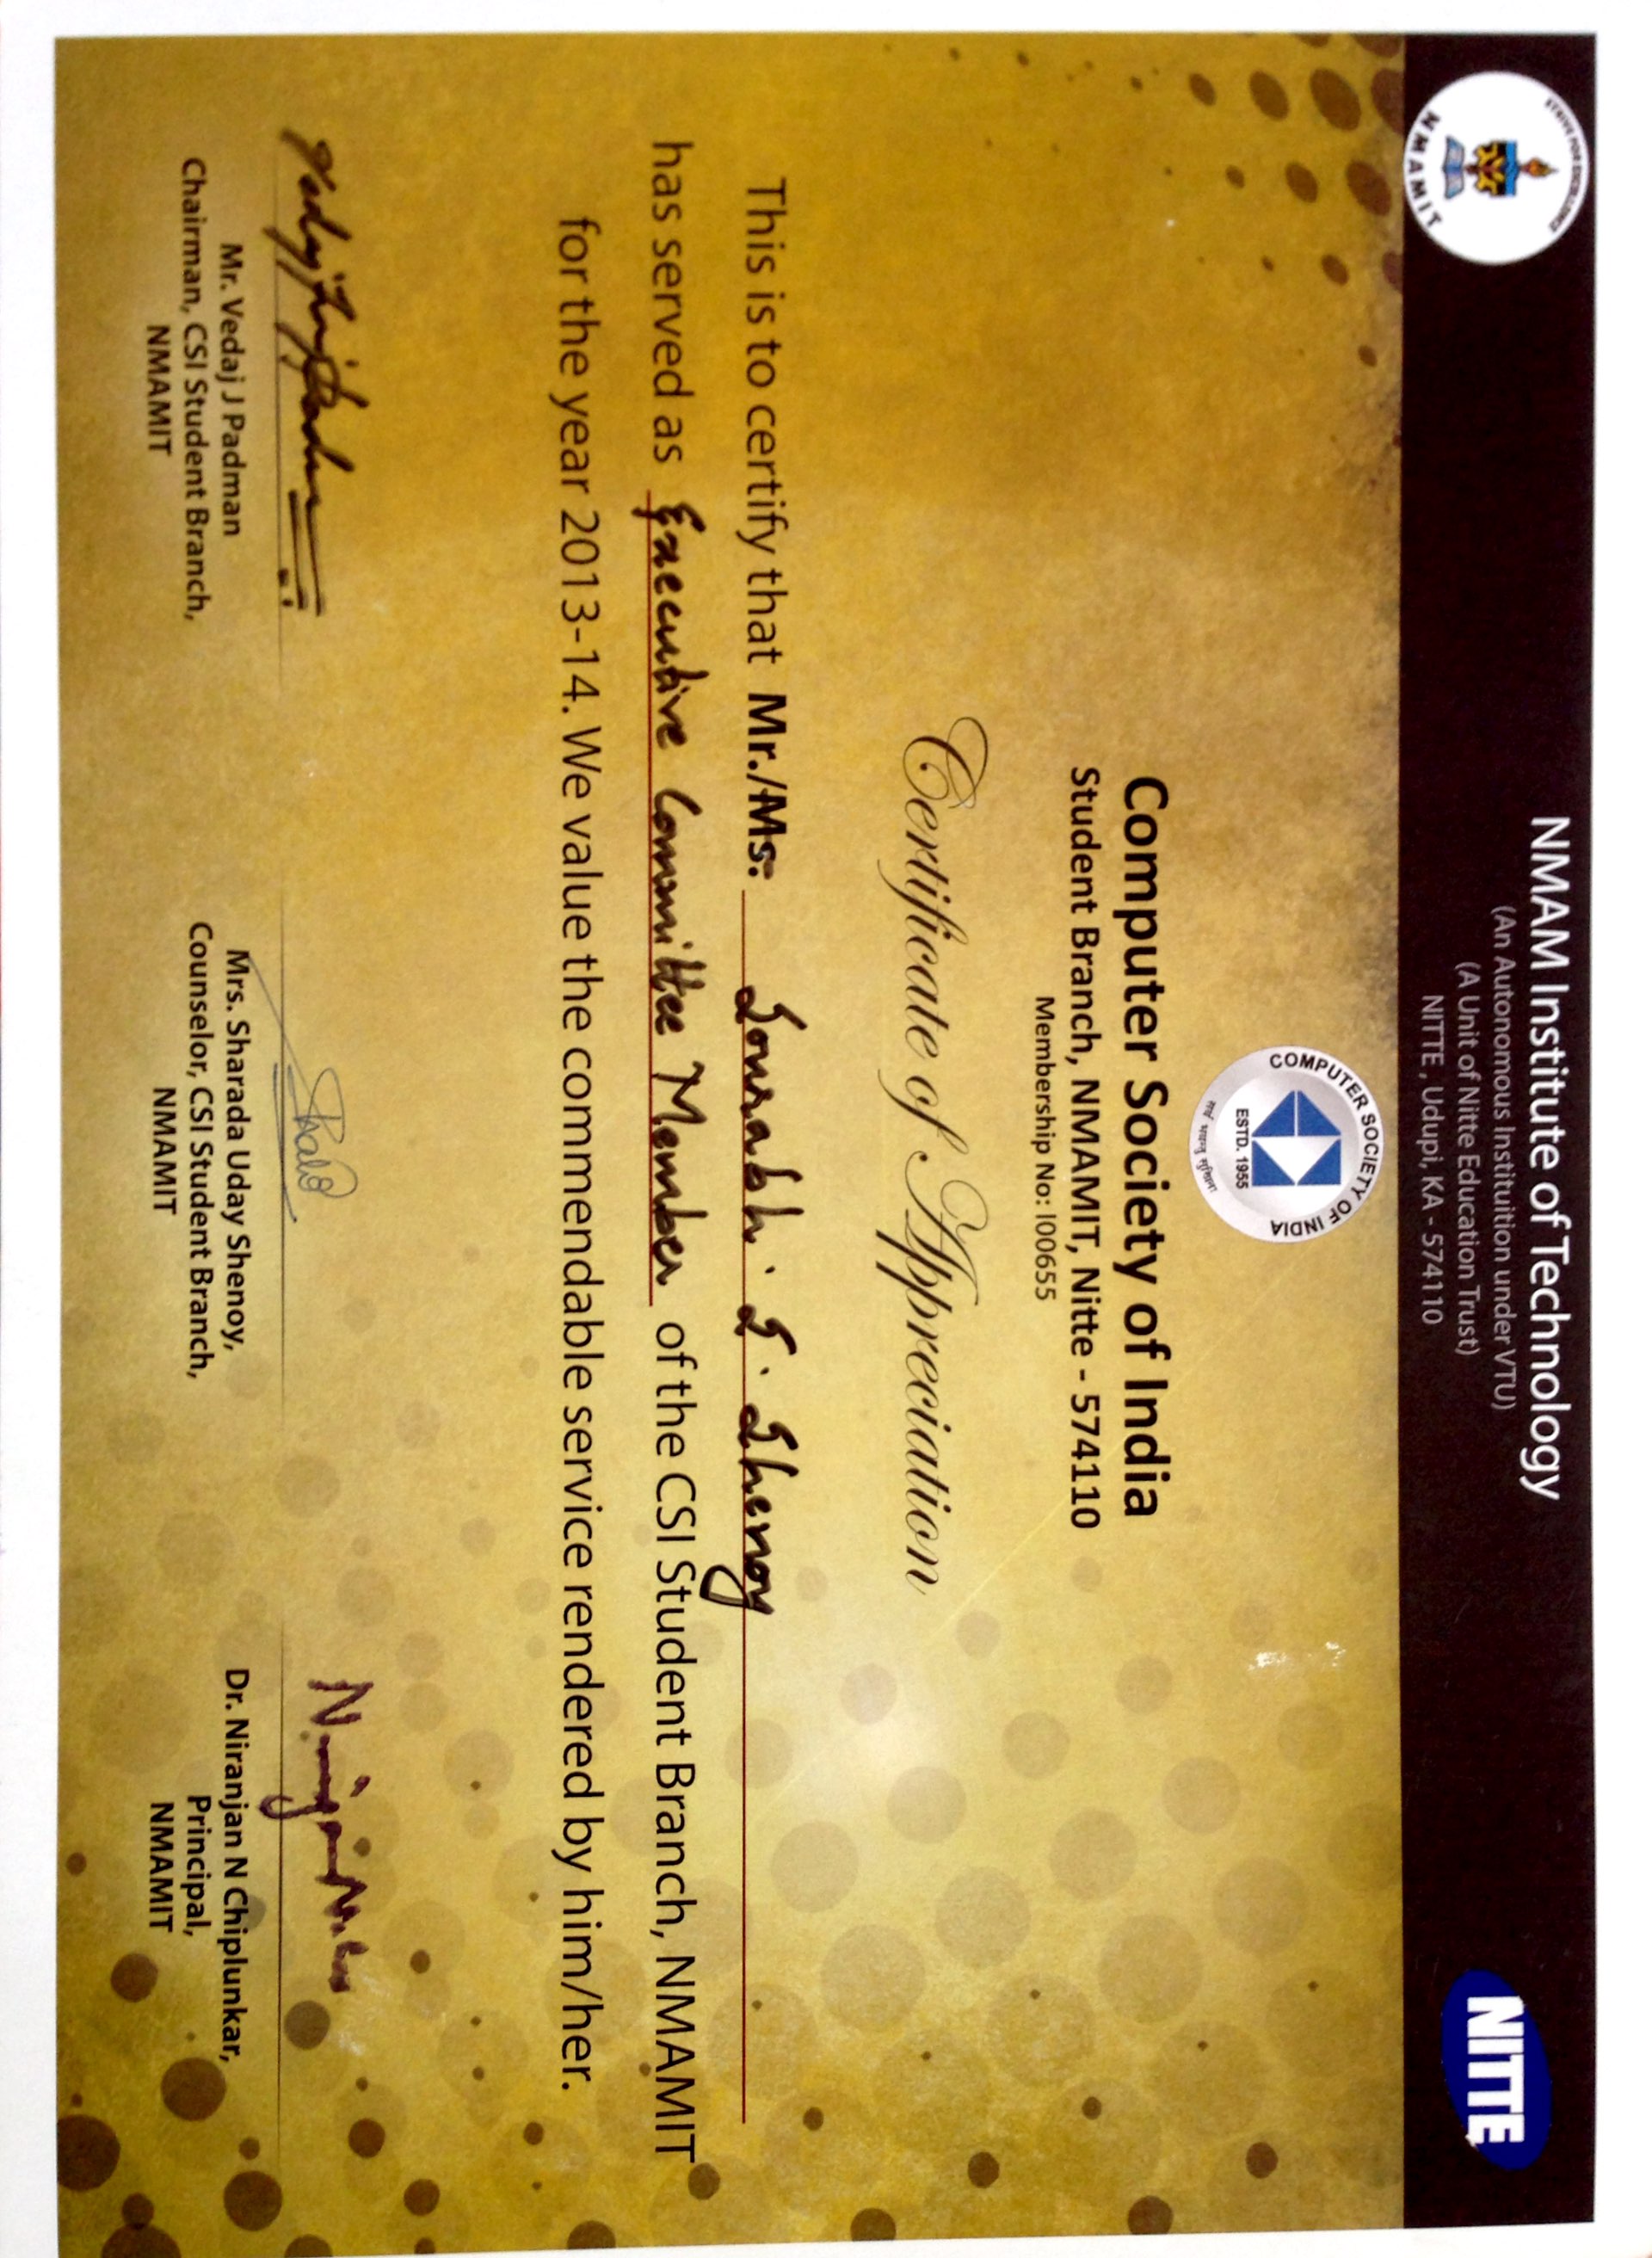 STRIVE FOR EXCELLENCE
NMAMIT
NMAM Institute of Technology
(An Autonomous Instituition under VTU)
(A Unit of Nitte Education Trust)
NITTE , Udupi, KA - 574110
NITTE
COMPUTER SOCIETY OF INDIA
ESTD. 1955
सर्वे भवन्तु सुखिनः
Computer Society of India
Student Branch, NMAMIT, Nitte - 574110
Membership No: I00655
Certificate of Appreciation
This is to certify that Mr./Ms. Sourabh. S. Shenoy
has served as Executive Committee Member of the CSI Student Branch, NMAMIT
for the year 2013-14. We value the commendable service rendered by him/her.
Mr. Vedaj J Padman
Chairman, CSI Student Branch,
NMAMIT
Mrs. Sharada Uday Shenoy,
Counselor, CSI Student Branch,
NMAMIT
Dr. Niranjan N Chiplunkar,
Principal,
NMAMIT